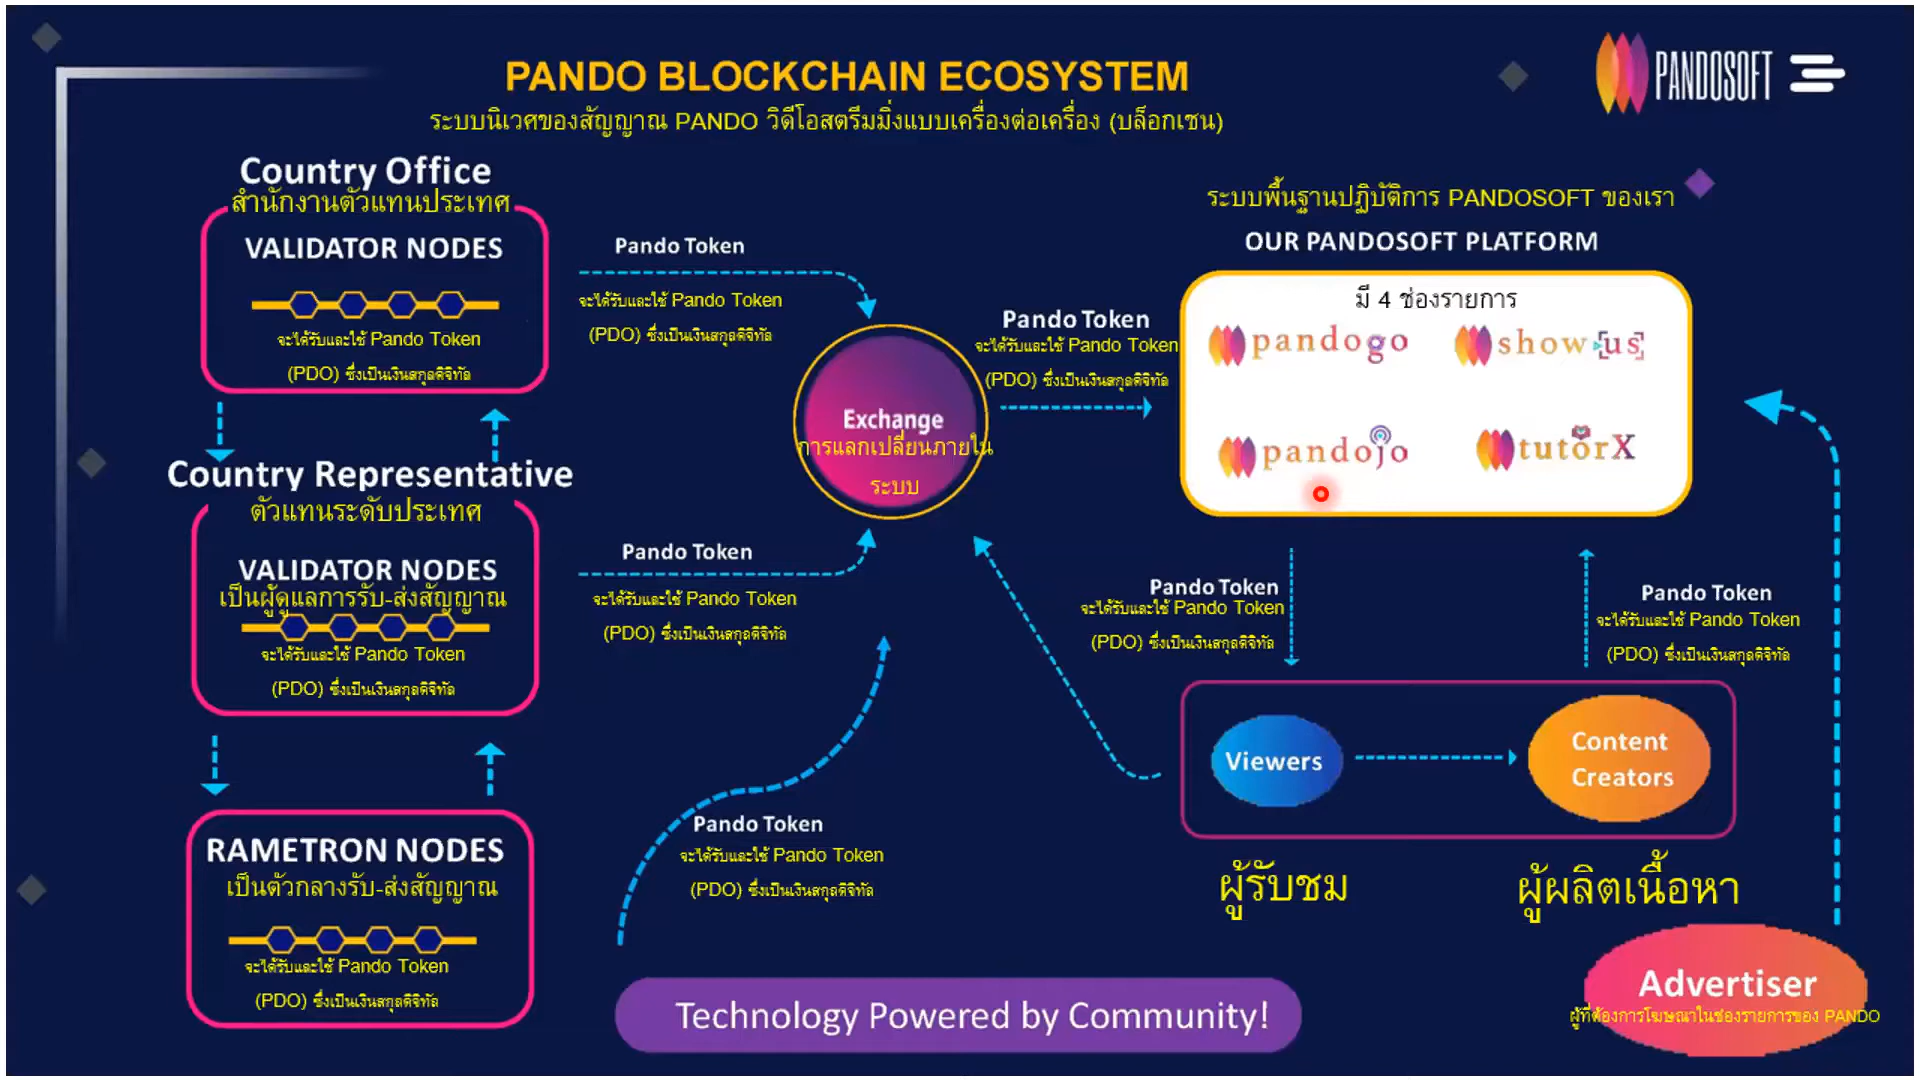 PANDO BLOCKCHAIN ECOSYSTEM
ระบบนิเวศของสัญญาณ PANDO วิดีโอสตรีมมิ่งแบบเครื่องต่อเครื่อง (บล็อกเชน)
PANDOSOFT
Country Office
สำนักงานตัวแทนประเทศ
VALIDATOR NODES
จะได้รับและใช้ Pando Token
(PDO) ซึ่งเป็นเงินสกุลดิจิทัล
Pando Token
จะได้รับและใช้ Pando Token
(PDO) ซึ่งเป็นเงินสกุลดิจิทัล
Country Representative
ตัวแทนระดับประเทศ
VALIDATOR NODES
เป็นผู้ดูแลการรับ-ส่งสัญญาณ
จะได้รับและใช้ Pando Token
(PDO) ซึ่งเป็นเงินสกุลดิจิทัล
Pando Token
จะได้รับและใช้ Pando Token
(PDO) ซึ่งเป็นเงินสกุลดิจิทัล
RAMETRON NODES
เป็นตัวกลางรับ-ส่งสัญญาณ
จะได้รับและใช้ Pando Token
(PDO) ซึ่งเป็นเงินสกุลดิจิทัล
Pando Token
จะได้รับและใช้ Pando Token
(PDO) ซึ่งเป็นเงินสกุลดิจิทัล
Exchange
การแลกเปลี่ยนภายใน
ระบบ
Pando Token
จะได้รับและใช้ Pando Token
(PDO) ซึ่งเป็นเงินสกุลดิจิทัล
ระบบพื้นฐานปฏิบัติการ PANDOSOFT ของเรา
OUR PANDOSOFT PLATFORM
มี 4 ช่องรายการ
pandogo
show us
pandojo
tutorX
Pando Token
จะได้รับและใช้ Pando Token
(PDO) ซึ่งเป็นเงินสกุลดิจิทัล
Pando Token
จะได้รับและใช้ Pando Token
(PDO) ซึ่งเป็นเงินสกุลดิจิทัล
Viewers
Content
Creators
ผู้รับชม
ผู้ผลิตเนื้อหา
Advertiser
ผู้ที่ต้องการโฆษณาในช่องรายการของ PANDO
Technology Powered by Community!